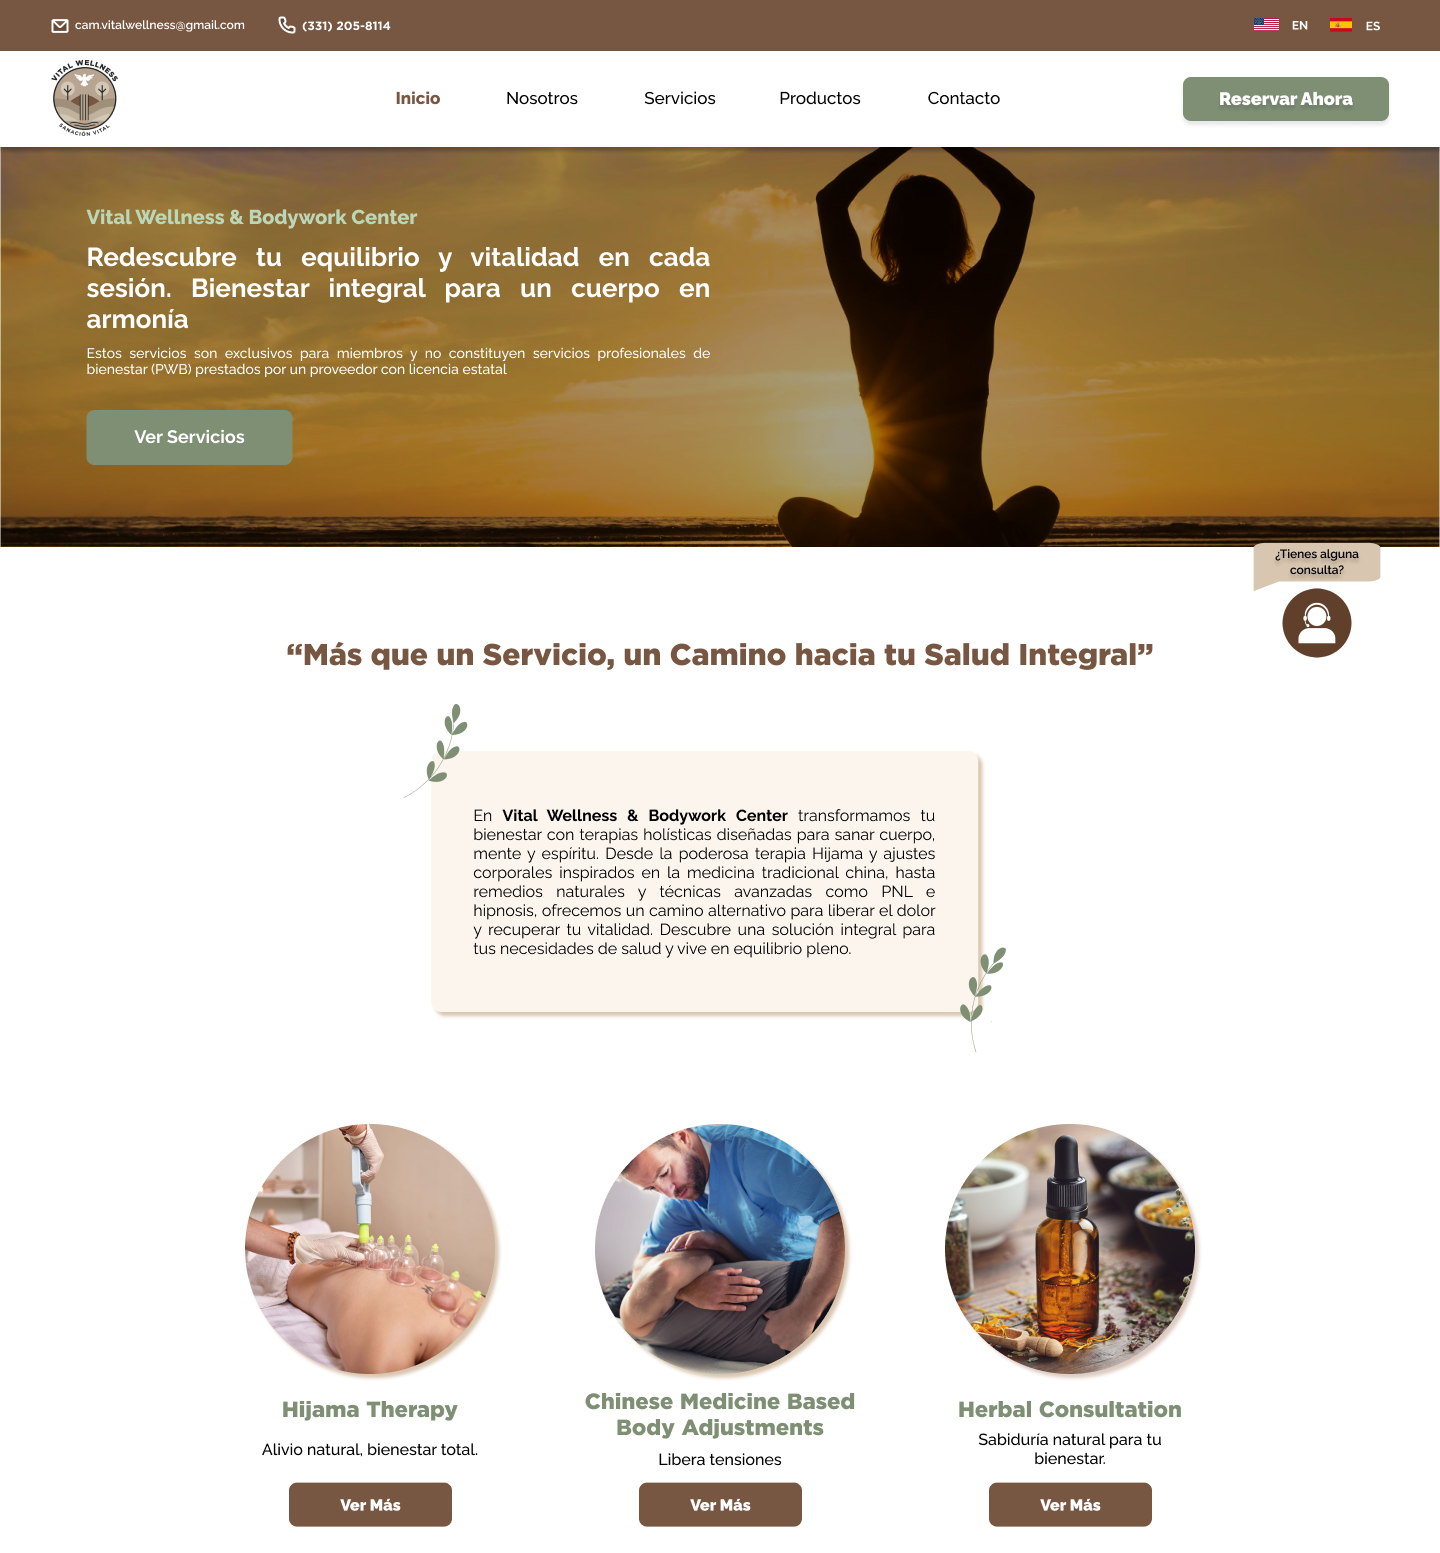 cam.vitalwellness@gmail.com
(331) 205-8114
EN
ES
VITAL WELLNESS
SANACIÓN VITAL
Inicio
Nosotros
Servicios
Productos
Contacto
Reservar Ahora
Vital Wellness & Bodywork Center
Redescubre tu equilibrio y vitalidad en cada
sesión. Bienestar integral para un cuerpo en
armonía
Estos servicios son exclusivos para miembros y no constituyen servicios profesionales de
bienestar (PWB) prestados por un proveedor con licencia estatal
Ver Servicios
¿Tienes alguna
consulta?
“Más que un Servicio, un Camino hacia tu Salud Integral”
En Vital Wellness & Bodywork Center transformamos tu
bienestar con terapias holísticas diseñadas para sanar cuerpo,
mente y espíritu. Desde la poderosa terapia Hijama y ajustes
corporales inspirados en la medicina tradicional china, hasta
remedios naturales y técnicas avanzadas como PNL e
hipnosis, ofrecemos un camino alternativo para liberar el dolor
y recuperar tu vitalidad. Descubre una solución integral para
tus necesidades de salud y vive en equilibrio pleno.
Hijama Therapy
Alivio natural, bienestar total.
Ver Más
Chinese Medicine Based
Body Adjustments
Libera tensiones
Ver Más
Herbal Consultation
Sabiduría natural para tu
bienestar.
Ver Más